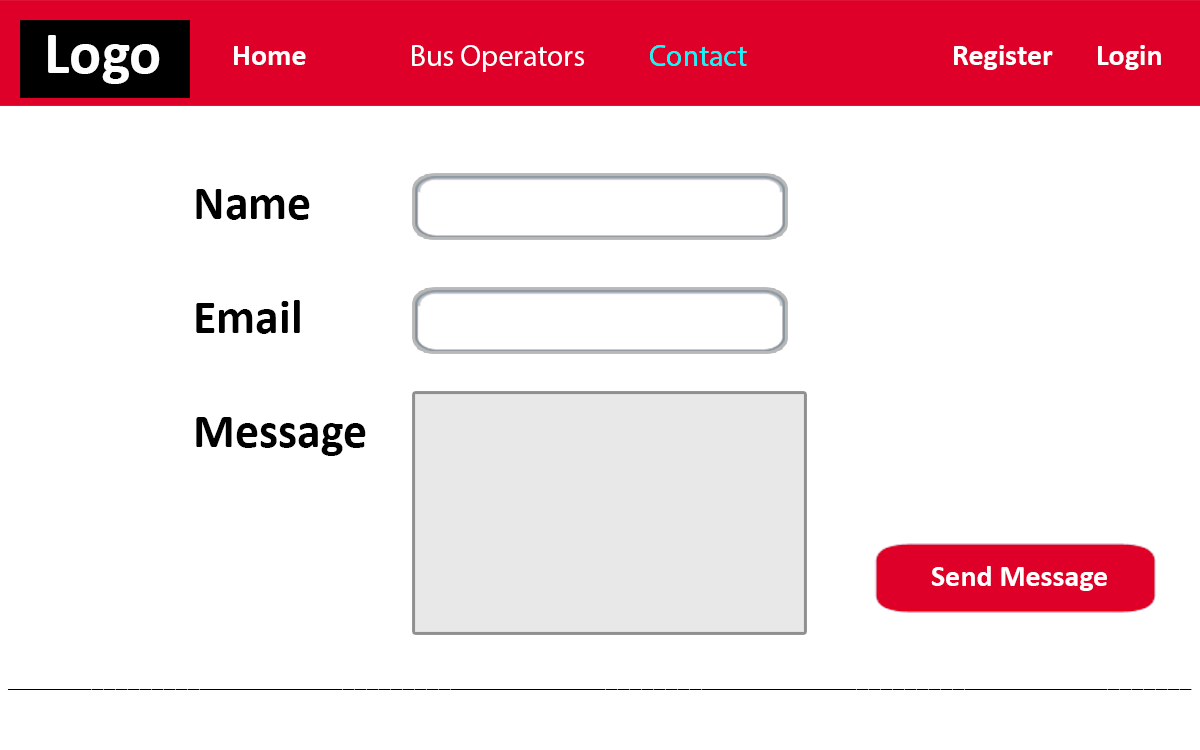 Logo Home Bus Operators Contact Register Login
Name
Email
Message
Send Message